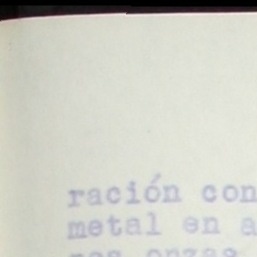 ración con
metal en a